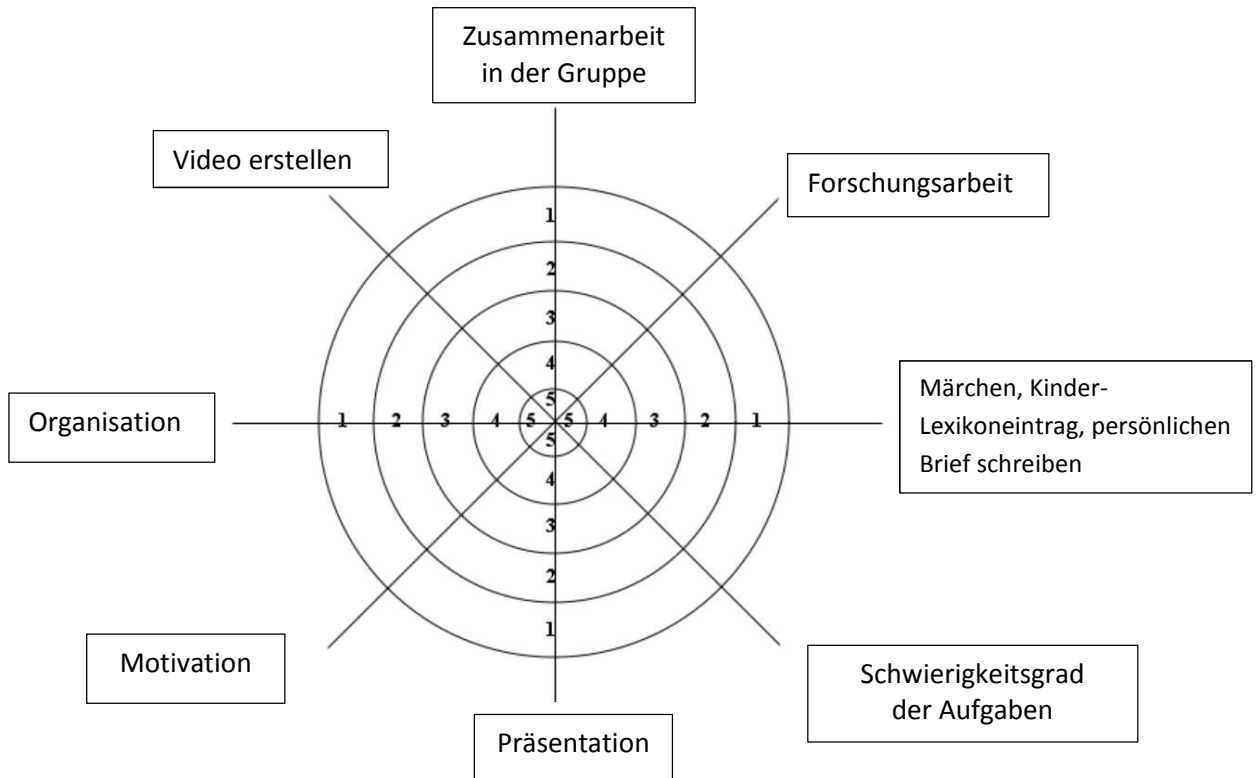 Zusammenarbeit
in der Gruppe
Video erstellen
Forschungsarbeit
1
2
3
4
5
Organisation
1 2 3 4 5 5 4 3 2 1
Märchen, Kinder-
Lexikoneintrag, persönlichen
Brief schreiben
5
4
3
2
1
Motivation
Schwierigkeitsgrad
der Aufgaben
Präsentation